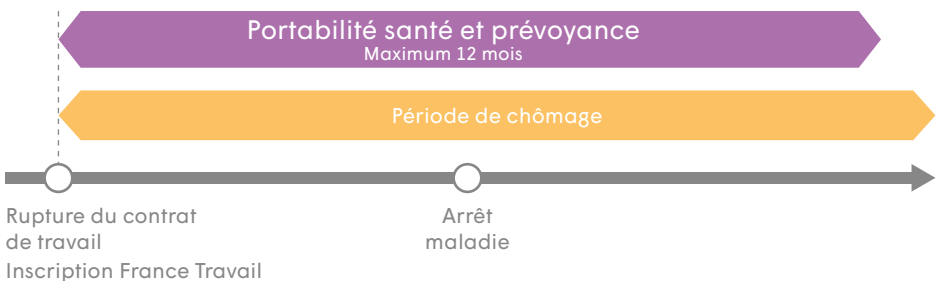 Portabilité santé et prévoyance
Maximum 12 mois
Période de chômage
Rupture du contrat
de travail
Inscription France Travail
Arrêt
maladie